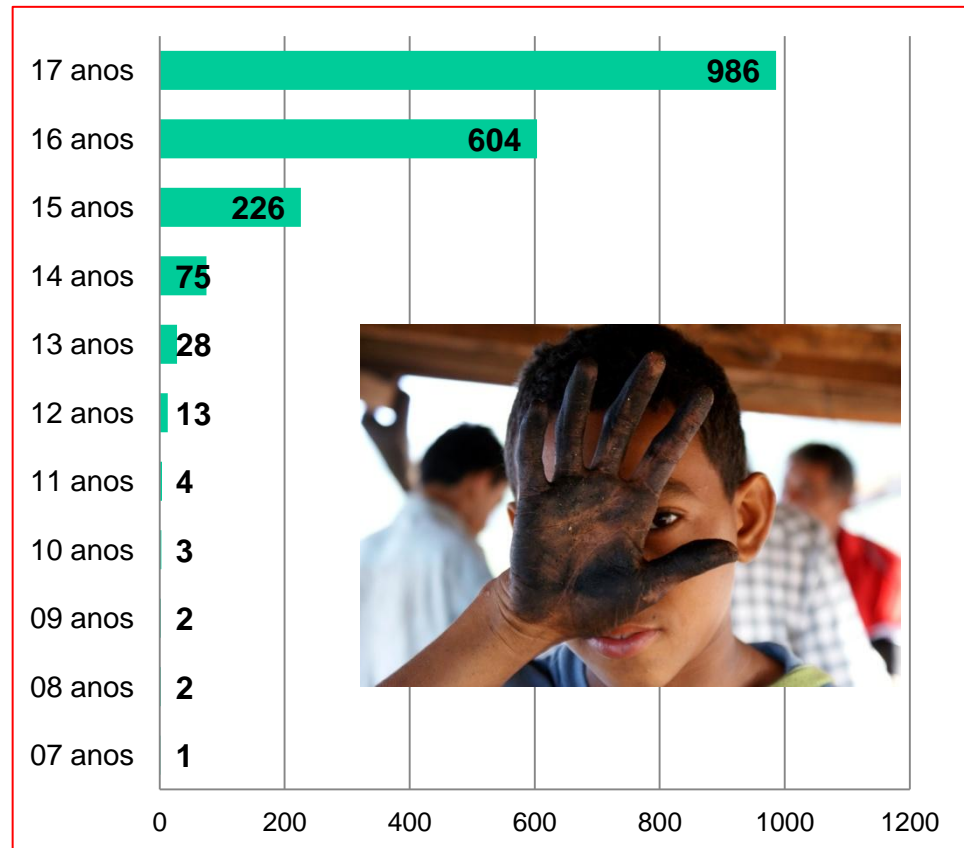 17 anos 986
16 anos 604
15 anos 226
14 anos 75
13 anos 28
12 anos 13
11 anos 4
10 anos 3
09 anos 2
08 anos 2
07 anos 1
0 200 400 600 800 1000 1200